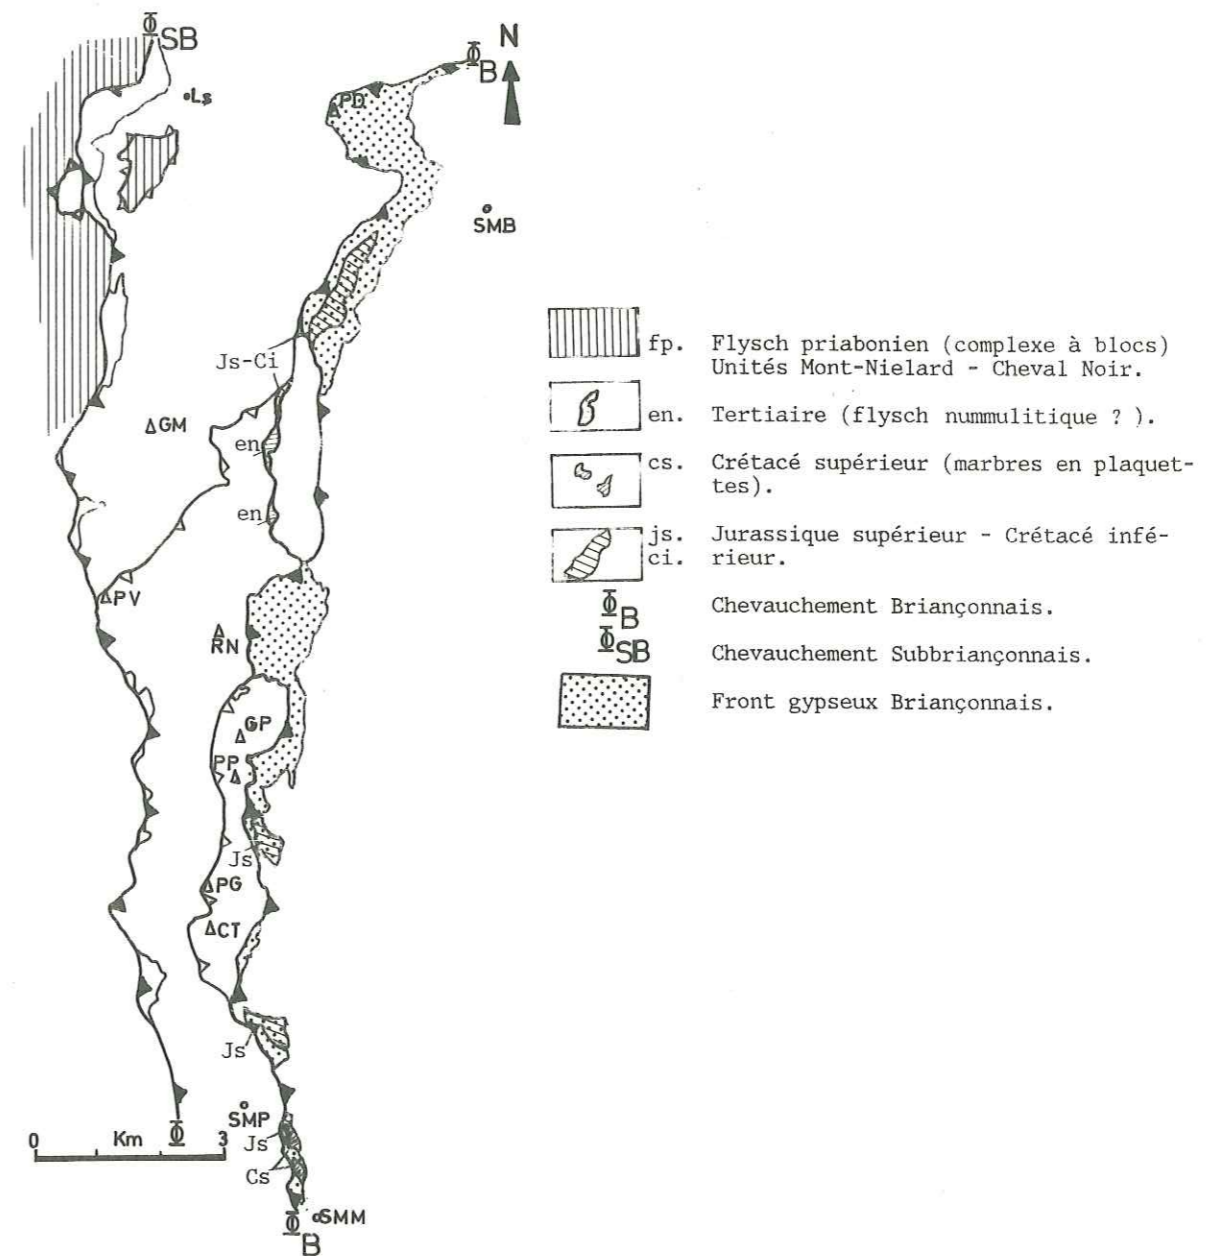 Φ SB
N
Φ B
Ls
PD
SMB
Js-Ci
GM
en
en
PV
RN
GP
PP
Js
PG
CT
Js
SMP
Js
Cs
0 Km 3
Φ
SMM
Φ B
fp. Flysch priabonien (complexe à blocs)
Unités Mont-Nielard - Cheval Noir.
en. Tertiaire (flysch nummulitique ? ).
cs. Crétacé supérieur (marbres en plaquet-
tes).
js. Jurassique supérieur - Crétacé infé-
ci. rieur.
Φ B Chevauchement Briançonnais.
Φ SB Chevauchement Subbriançonnais.
Front gypseux Briançonnais.